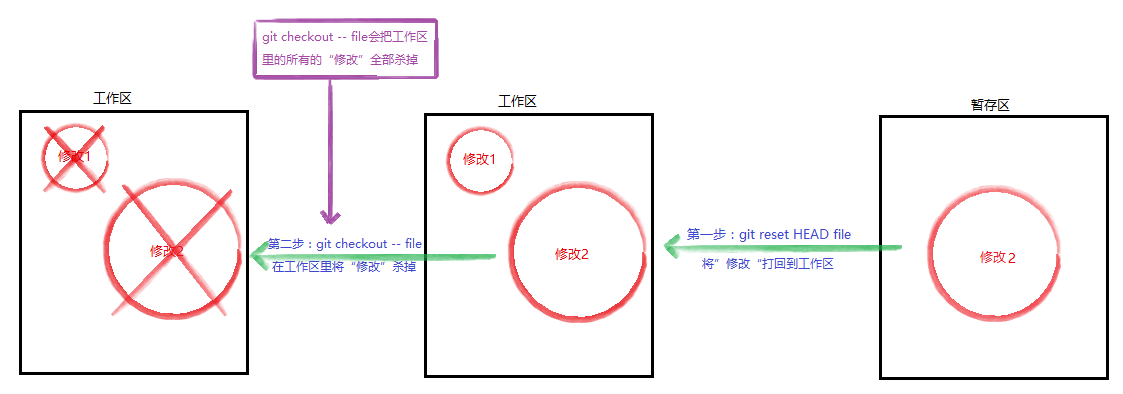 git checkout -- file会把工作区
里的所有的“修改”全部杀掉
工作区
工作区
暂存区
修改1
修改2
第二步：git checkout -- file
在工作区里将“修改”杀掉
修改1
修改2
第一步：git reset HEAD file
将”修改“打回到工作区
修改2